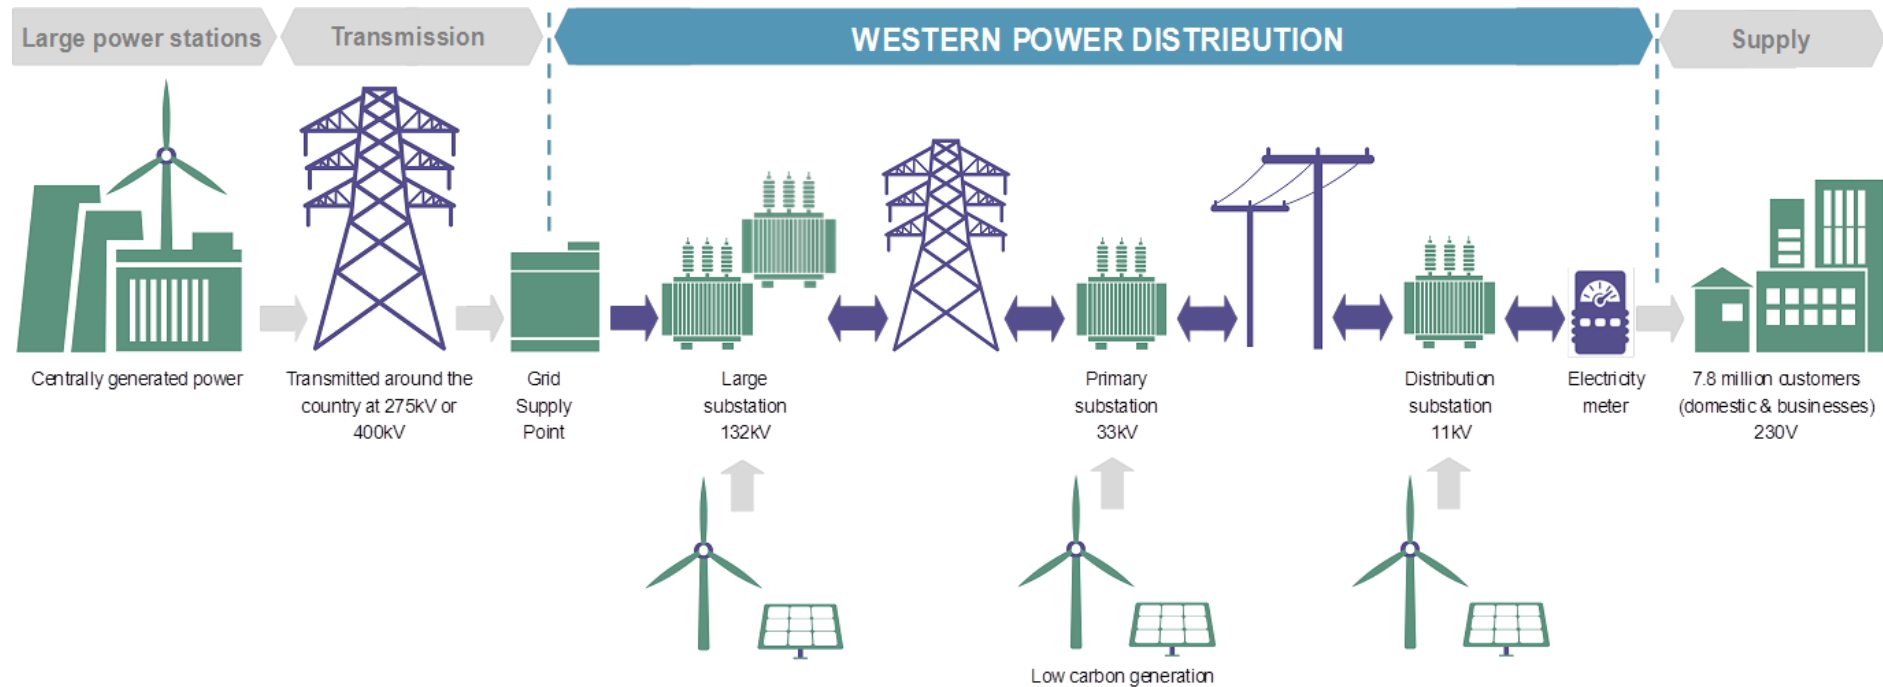 Large power stations
Transmission
WESTERN POWER DISTRIBUTION
Supply
Centrally generated power
Transmitted around the
country at 275kV or
400kV
Grid
Supply
Point
Large
substation
132kV
Primary
substation
33kV
Distribution
substation
11kV
Electricity
meter
7.8 million customers
(domestic & businesses)
230V
Low carbon generation